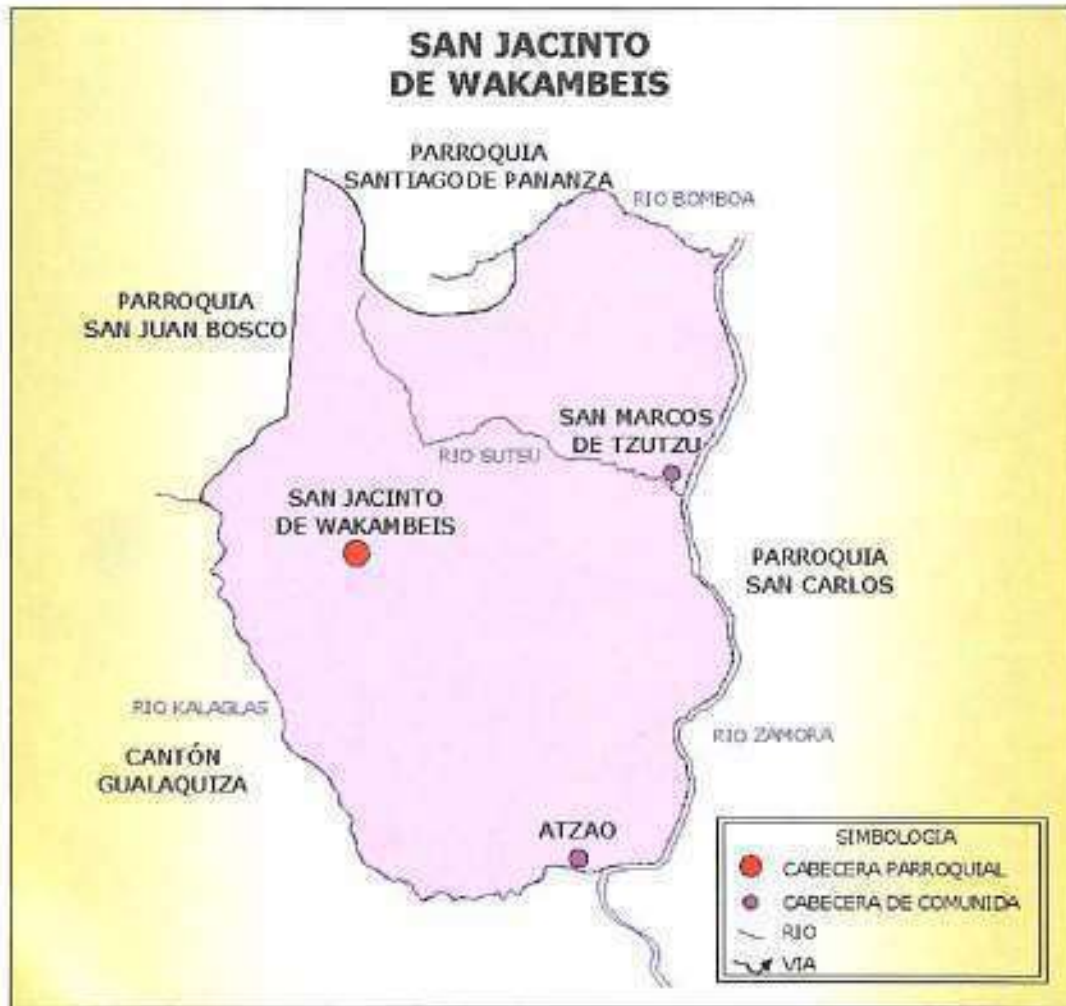 SAN JACINTO
DE WAKAMBEIS
PARROQUIA
SANTIAGO DE PANANZA
RIO BOMBOA
PARROQUIA
SAN JUAN BOSCO
SAN MARCOS
DE TZUTZU
RIO SUTSU
SAN JACINTO
DE WAKAMBEIS
PARROQUIA
SAN CARLOS
RIO KALAGLAS
RIO ZAMORA
CANTÓN
GUALAQUIZA
ATZAO
SIMBOLOGIA
CABECERA PARROQUIAL
CABECERA DE COMUNIDA
RIO
VIA